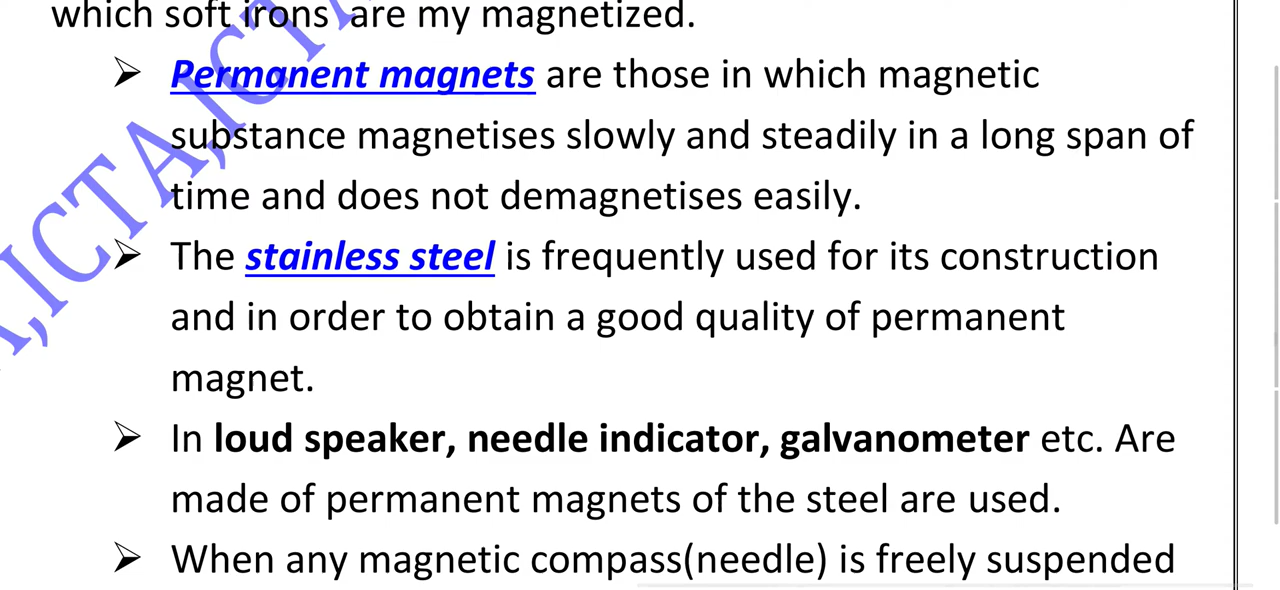 which soft irons are my magnetized.
➢ Permanent magnets are those in which magnetic
substance magnetises slowly and steadily in a long span of
time and does not demagnetises easily.
➢ The stainless steel is frequently used for its construction
and in order to obtain a good quality of permanent
magnet.
➢ In loud speaker, needle indicator, galvanometer etc. Are
made of permanent magnets of the steel are used.
➢ When any magnetic compass(needle) is freely suspended
A,ICTA,ICTA